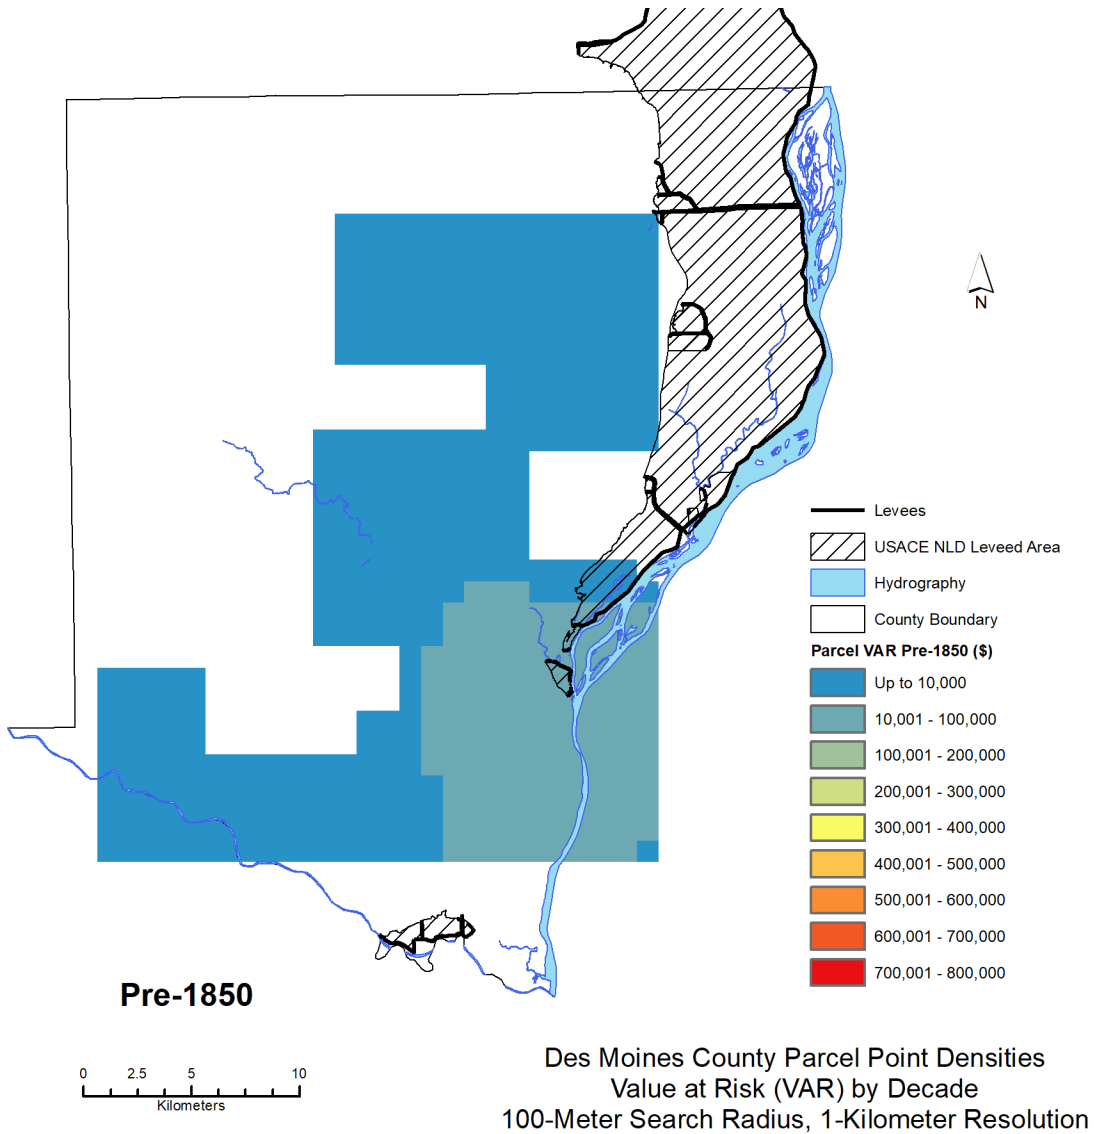 N
Levees
USACE NLD Leveed Area
Hydrography
County Boundary
Parcel VAR Pre-1850 ($)
Up to 10,000
10,001 - 100,000
100,001 - 200,000
200,001 - 300,000
300,001 - 400,000
400,001 - 500,000
500,001 - 600,000
600,001 - 700,000
700,001 - 800,000
Pre-1850
0 2.5 5 10
Kilometers
Des Moines County Parcel Point Densities
Value at Risk (VAR) by Decade
100-Meter Search Radius, 1-Kilometer Resolution